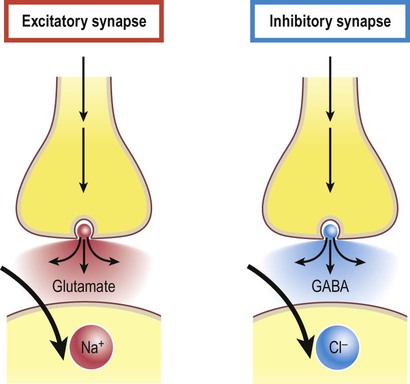 Excitatory synapse
Inhibitory synapse
Glutamate
GABA
Na⁺
Cl⁻